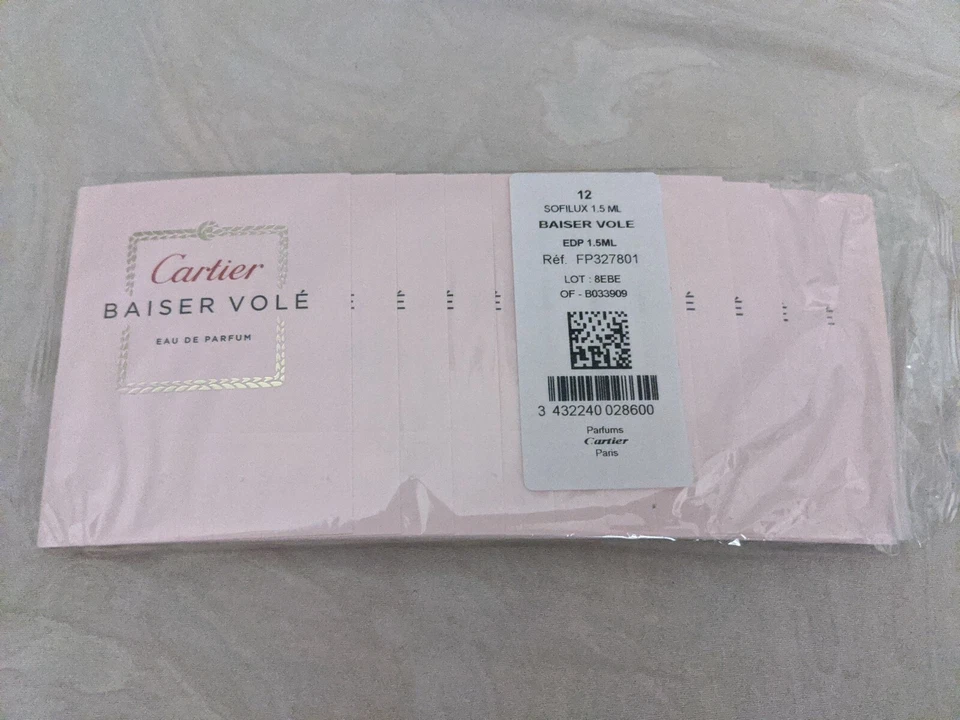 Cartier
BAISER VOLÉ
EAU DE PARFUM
É
É
É
É
É
É
12
SOFILUX 1.5 ML
BAISER VOLE
EDP 1.5ML
Réf. FP327801
LOT : 8EBE
OF - B033909
3 432240 028600
Parfums
Cartier
Paris